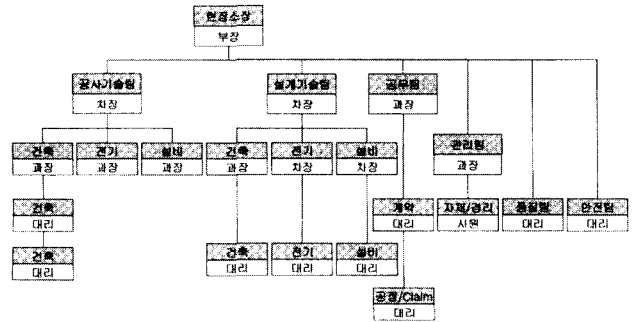 현장소장
부장
공사기술팀
차장
설계기술팀
차장
공무팀
과장
관리팀
과장
건축
과장
전기
과장
설비
과장
건축
과장
전기
차장
설비
차장
건축
대리
계약
대리
자재/경리
사원
품질팀
대리
안전팀
대리
건축
대리
건축
대리
전기
대리
설비
대리
공정/Claim
대리